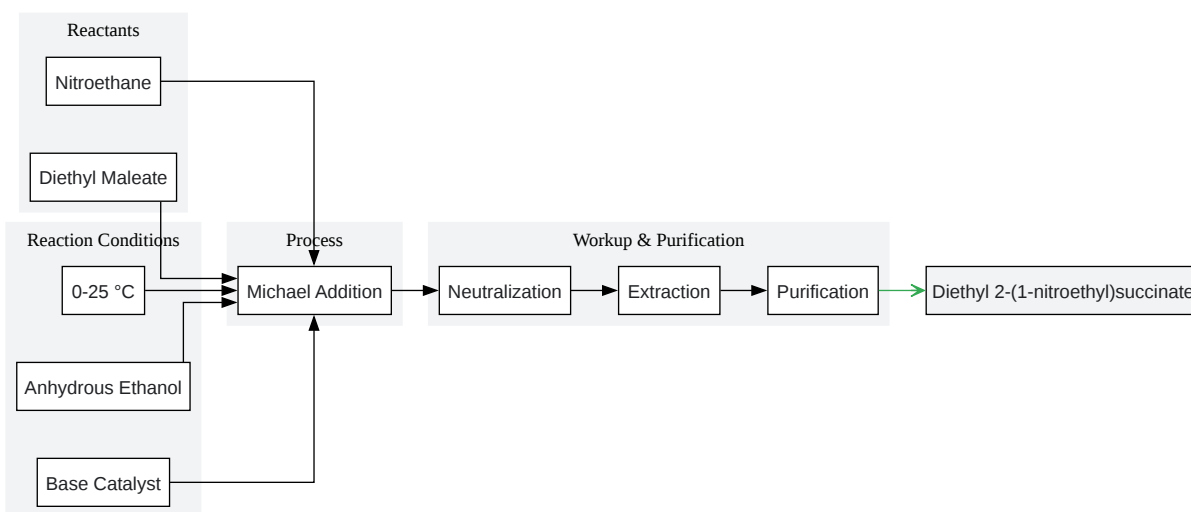 Reactants
Nitroethane
Diethyl Maleate
Reaction Conditions
0-25 °C
Anhydrous Ethanol
Base Catalyst
Process
Michael Addition
Workup & Purification
Neutralization
Extraction
Purification
Diethyl 2-(1-nitroethyl)succinate